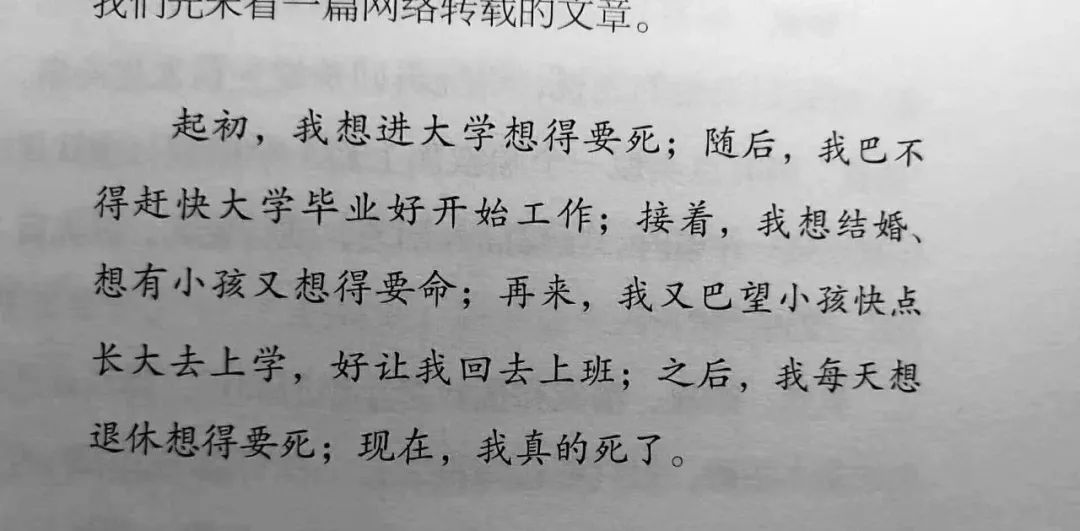 我们先来看一篇网络转载的文章。
起初，我想进大学想得要死；随后，我巴不
得赶快大学毕业好开始工作；接着，我想结婚、
想有小孩又想得要命；再来，我又巴望小孩快点
长大去上学，好让我回去上班；之后，我每天想
退休想得要死；现在，我真的死了。